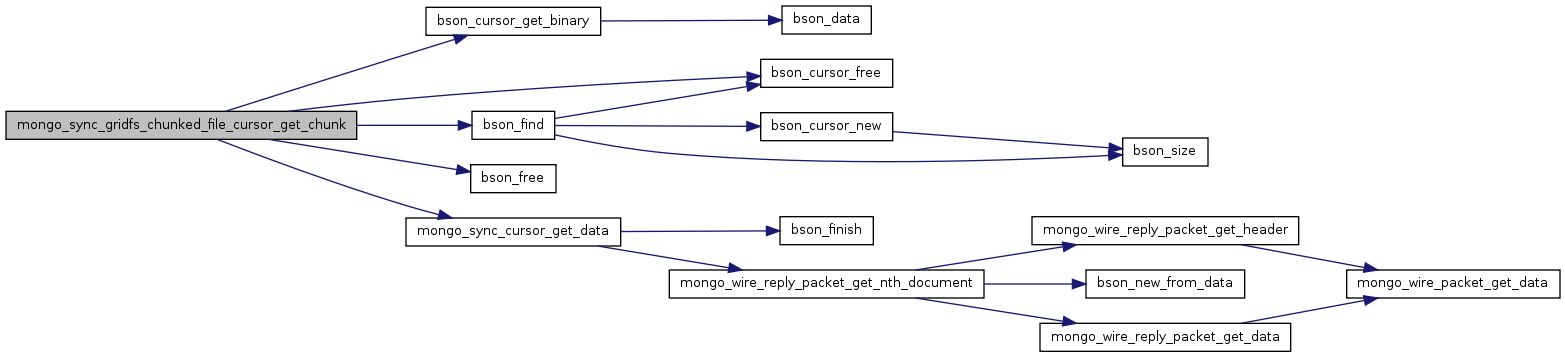 bson_cursor_get_binary
bson_data
bson_cursor_free
mongo_sync_gridfs_chunked_file_cursor_get_chunk
bson_find
bson_cursor_new
bson_size
bson_free
mongo_sync_cursor_get_data
bson_finish
mongo_wire_reply_packet_get_header
mongo_wire_reply_packet_get_nth_document
bson_new_from_data
mongo_wire_packet_get_data
mongo_wire_reply_packet_get_data